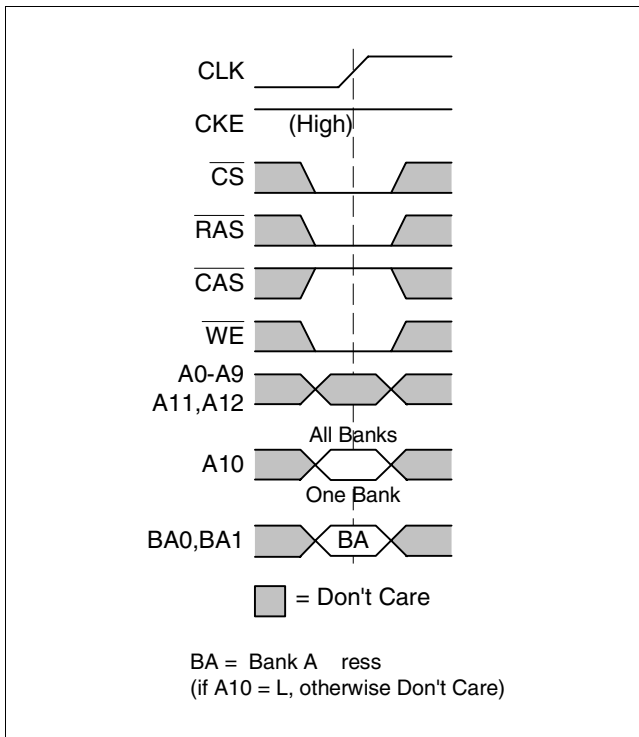 CLK
CKE (High)
CS
RAS
CAS
WE
A0-A9
A11,A12
All Banks
A10
One Bank
BA0,BA1 BA
= Don't Care
BA = Bank A ress
(if A10 = L, otherwise Don't Care)